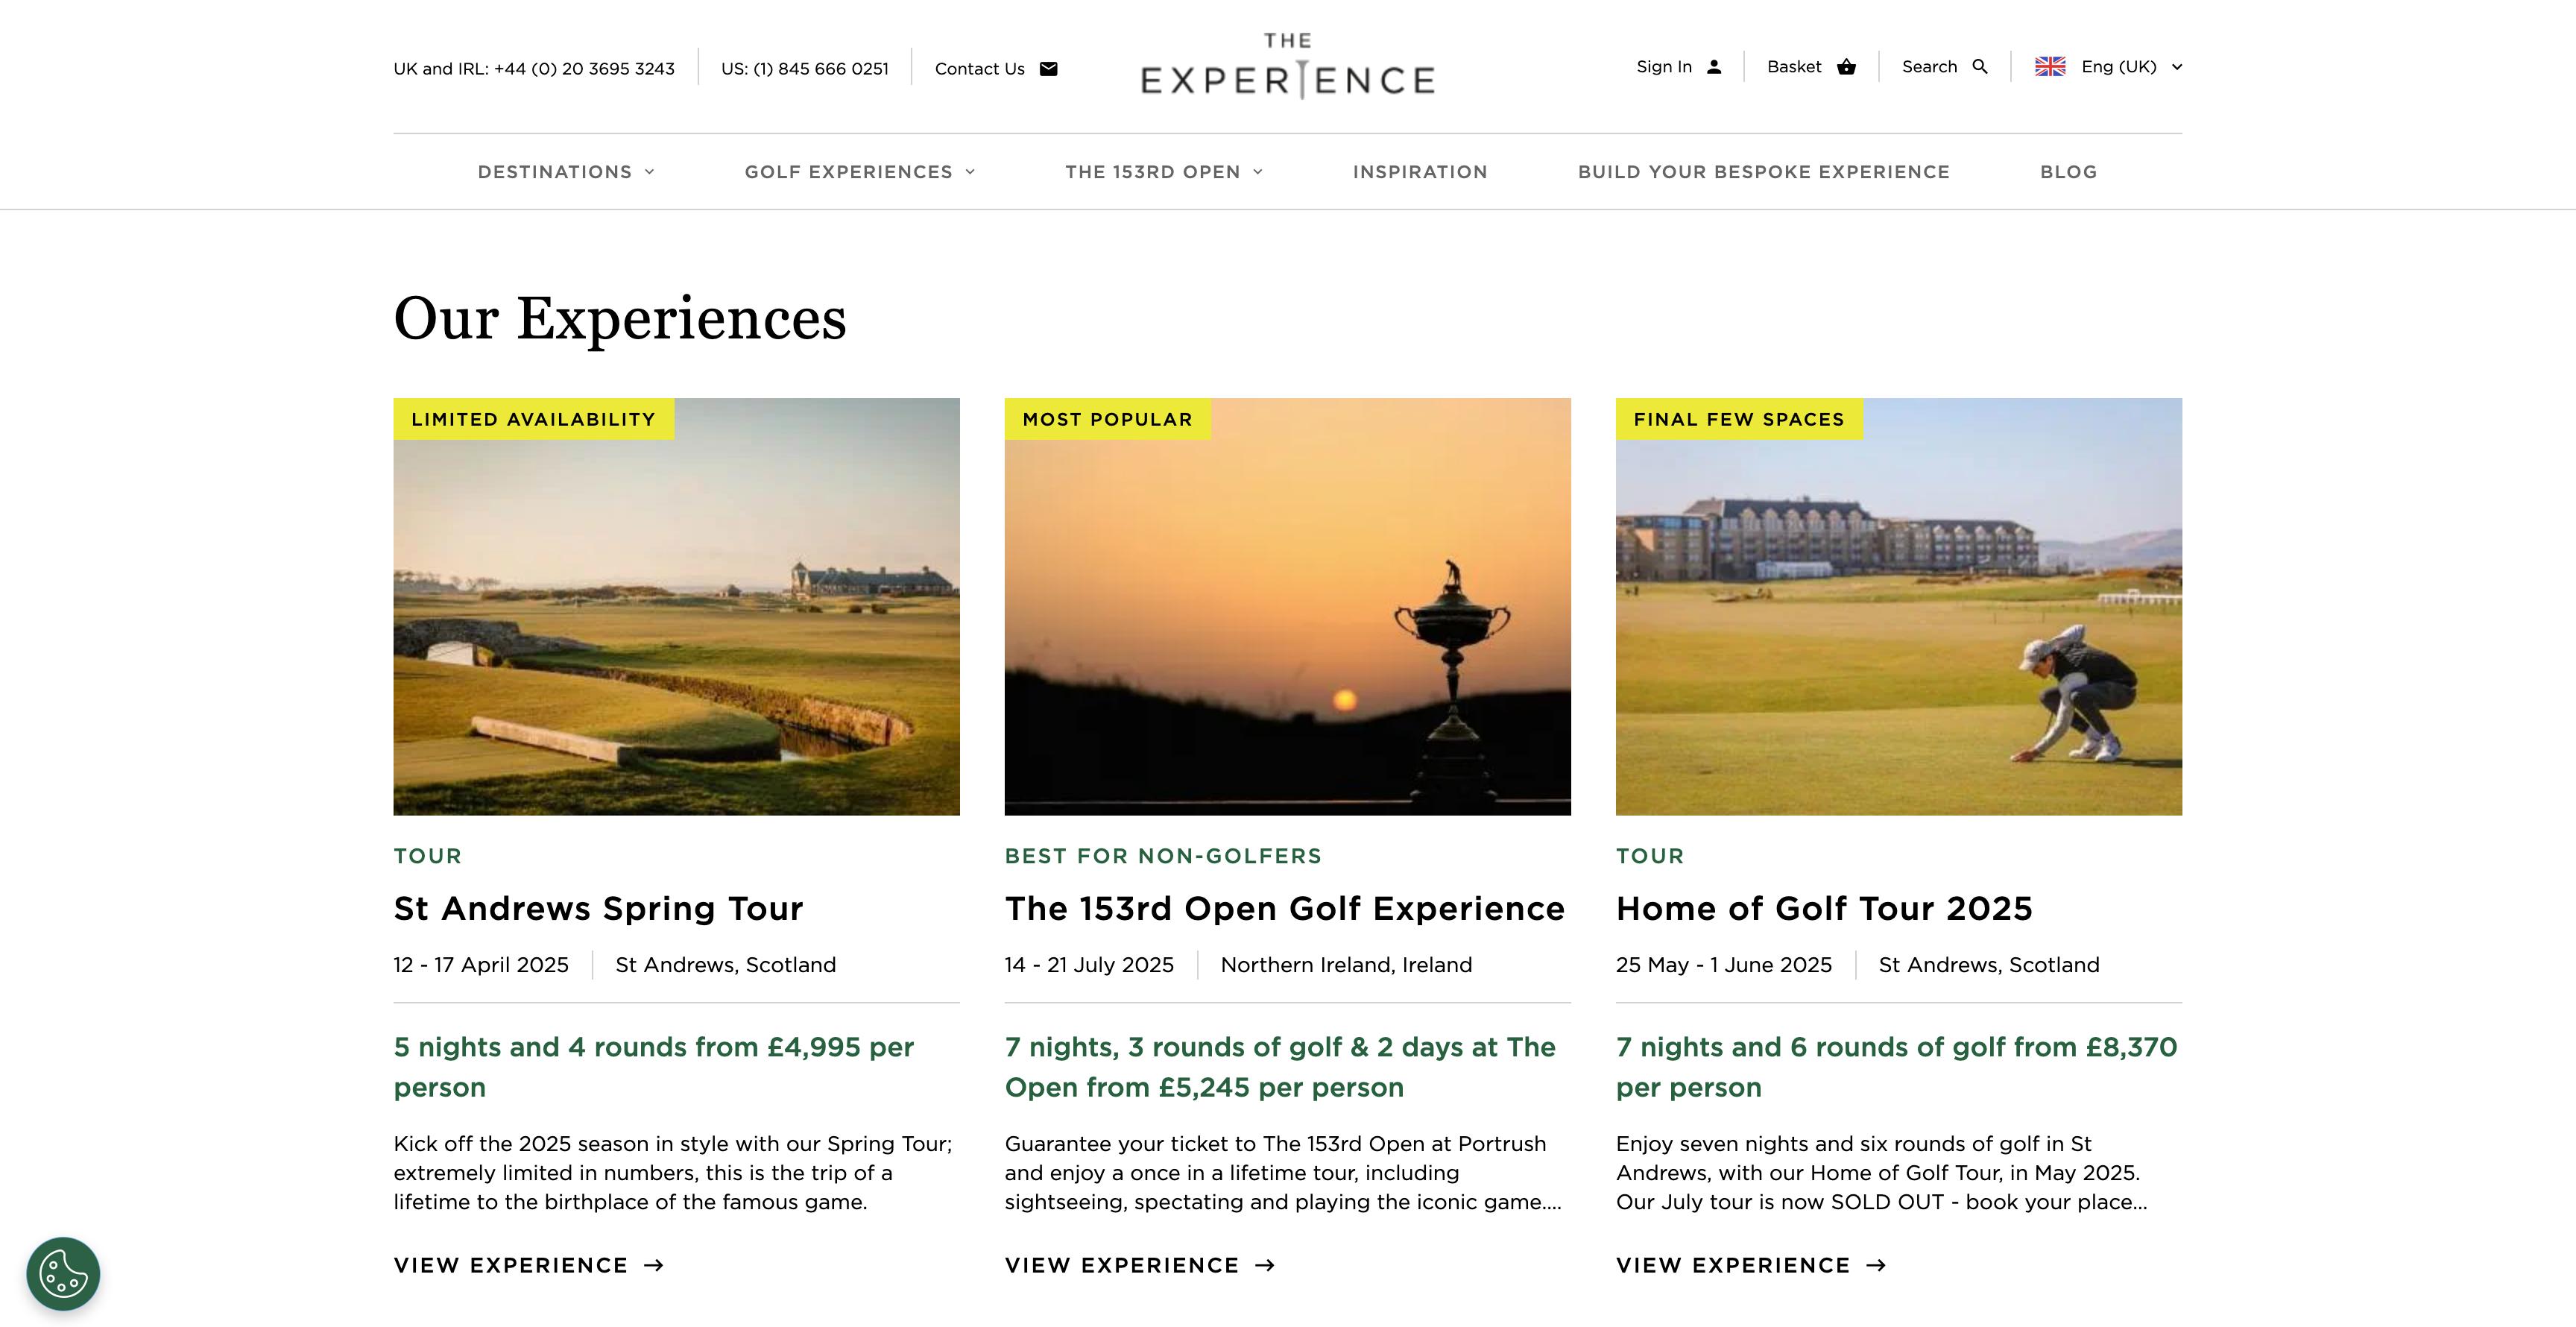 UK and IRL: +44 (0) 20 3695 3243
US: (1) 845 666 0251
Contact Us
THE
EXPERIENCE
Sign In
Basket
Search
Eng (UK)
DESTINATIONS
GOLF EXPERIENCES
THE 153RD OPEN
INSPIRATION
BUILD YOUR BESPOKE EXPERIENCE
BLOG
Our Experiences
LIMITED AVAILABILITY
TOUR
St Andrews Spring Tour
12 - 17 April 2025
St Andrews, Scotland
5 nights and 4 rounds from £4,995 per
person
Kick off the 2025 season in style with our Spring Tour;
extremely limited in numbers, this is the trip of a
lifetime to the birthplace of the famous game.
VIEW EXPERIENCE →
MOST POPULAR
BEST FOR NON-GOLFERS
The 153rd Open Golf Experience
14 - 21 July 2025
Northern Ireland, Ireland
7 nights, 3 rounds of golf & 2 days at The
Open from £5,245 per person
Guarantee your ticket to The 153rd Open at Portrush
and enjoy a once in a lifetime tour, including
sightseeing, spectating and playing the iconic game....
VIEW EXPERIENCE →
FINAL FEW SPACES
TOUR
Home of Golf Tour 2025
25 May - 1 June 2025
St Andrews, Scotland
7 nights and 6 rounds of golf from £8,370
per person
Enjoy seven nights and six rounds of golf in St
Andrews, with our Home of Golf Tour, in May 2025.
Our July tour is now SOLD OUT - book your place...
VIEW EXPERIENCE →